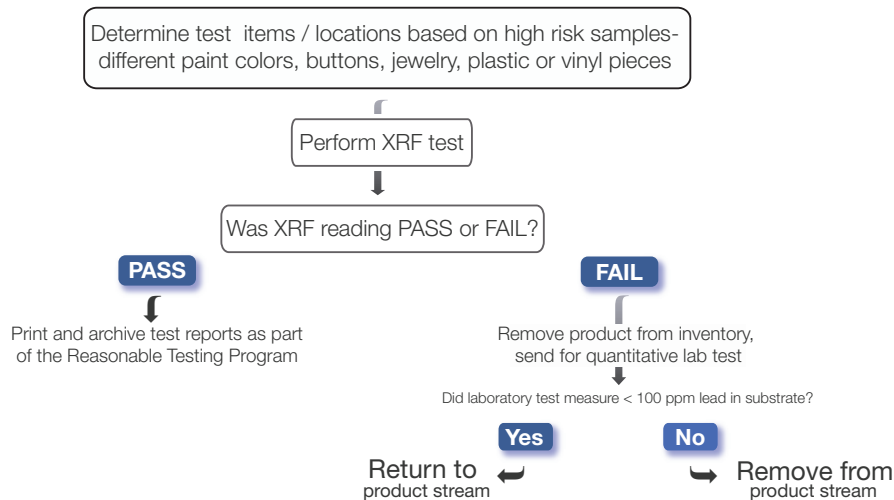 Determine test items / locations based on high risk samples-
different paint colors, buttons, jewelry, plastic or vinyl pieces
Perform XRF test
Was XRF reading PASS or FAIL?
PASS
FAIL
Print and archive test reports as part
of the Reasonable Testing Program
Remove product from inventory,
send for quantitative lab test
Did laboratory test measure < 100 ppm lead in substrate?
Yes
No
Return to
product stream
Remove from
product stream